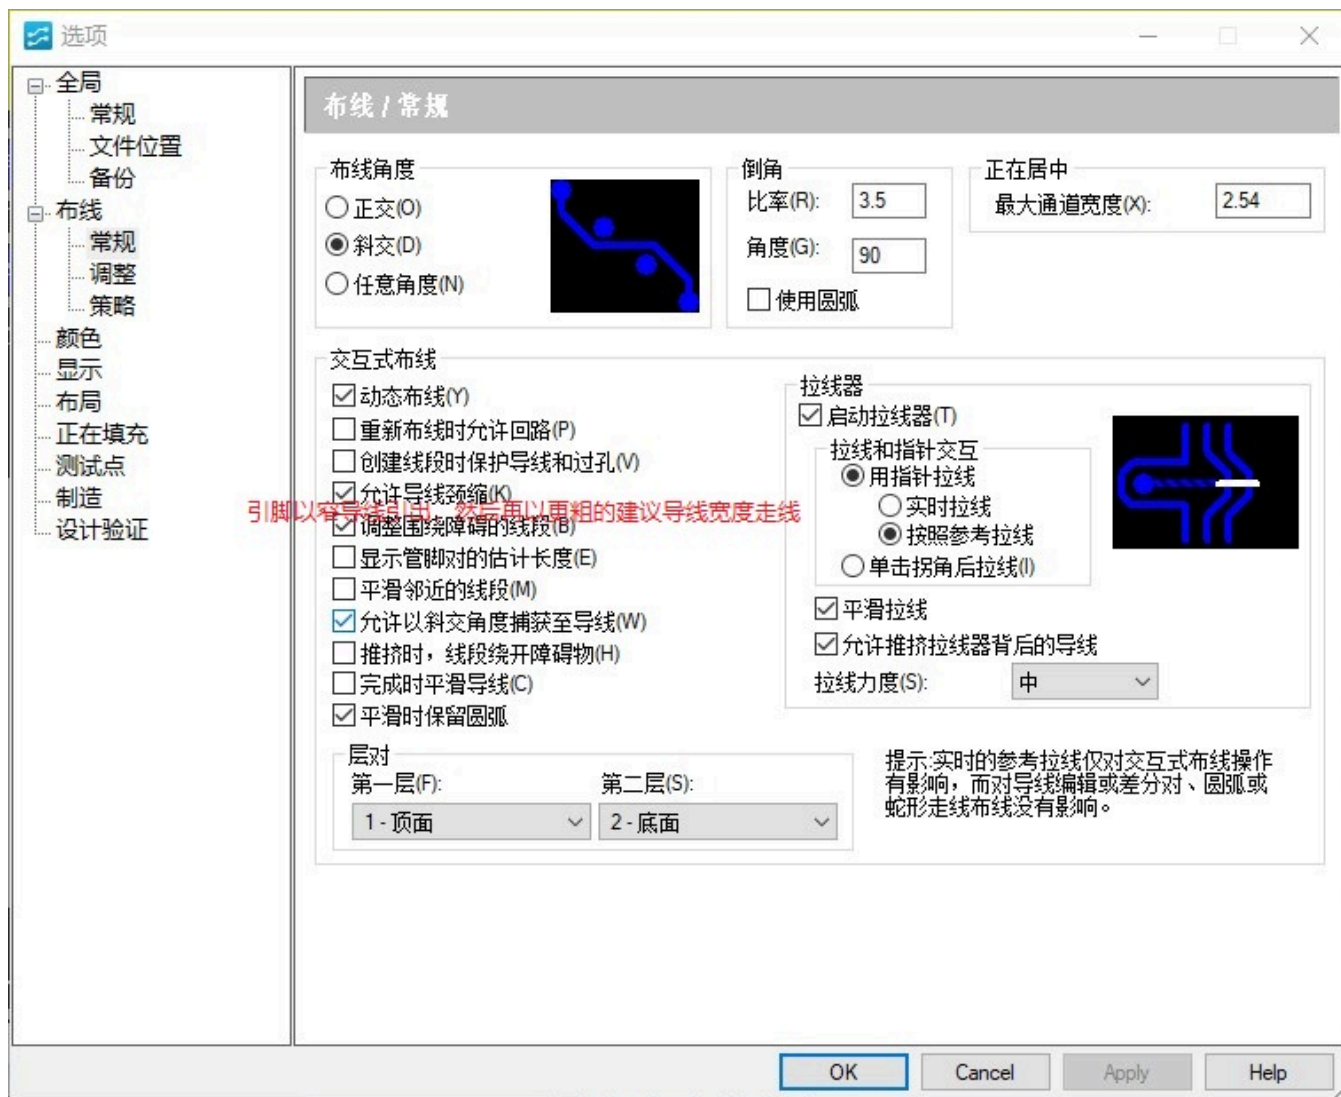 选项
全局
常规
文件位置
备份
布线
常规
调整
策略
颜色
显示
布局
正在填充
测试点
制造
设计验证
布线 / 常规
布线角度
正交(O)
斜交(D)
任意角度(N)
倒角
比率(R): 3.5
角度(G): 90
使用圆弧
正在居中
最大通道宽度(X): 2.54
交互式布线
动态布线(Y)
重新布线时允许回路(P)
创建线段时保护导线和过孔(V)
允许导线颈缩(K)
引脚以窄导线引出，然后再以更粗的建议导线宽度走线
调整围绕障碍的线段(B)
显示管脚对的估计长度(E)
平滑邻近的线段(M)
允许以斜交角度捕获至导线(W)
推挤时，线段绕开障碍物(H)
完成时平滑导线(C)
平滑时保留圆弧
拉线器
启动拉线器(T)
拉线和指针交互
用指针拉线
实时拉线
按照参考拉线
单击拐角后拉线(I)
平滑拉线
允许推挤拉线器背后的导线
拉线力度(S): 中
层对
第一层(F): 第二层(S):
1 - 顶面 2 - 底面
提示:实时的参考拉线仅对交互式布线操作
有影响，而对导线编辑或差分对、圆弧或
蛇形走线布线没有影响。
OK Cancel Apply Help